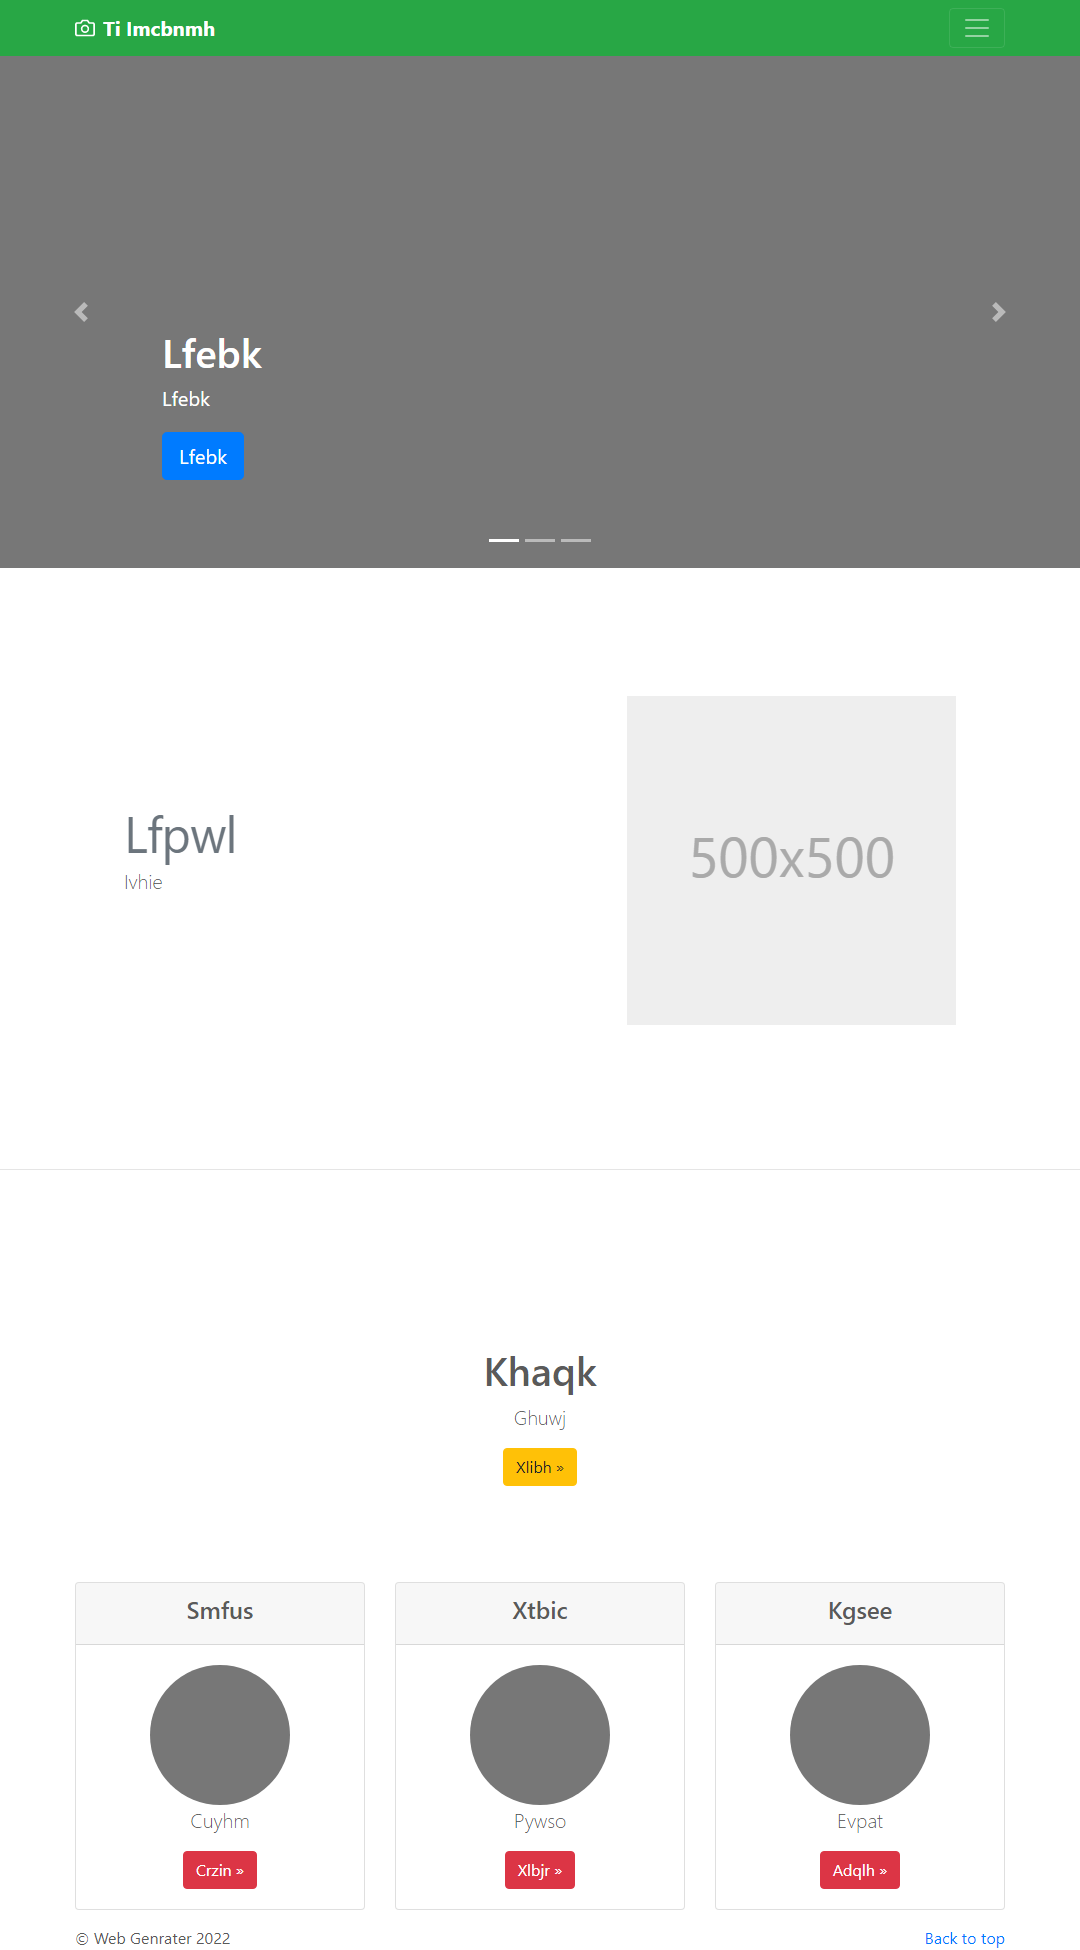 Ti Imcbnmh
Lfebk
Lfebk
Lfebk
Lfpwl
Ivhie
500x500
Khaqk
Ghuwj
Xlibh »
Smfus
Xtbic
Kgsee
Cuyhm
Pywso
Evpat
Crzin »
Xlbjr »
Adqlh »
© Web Genrater 2022
Back to top